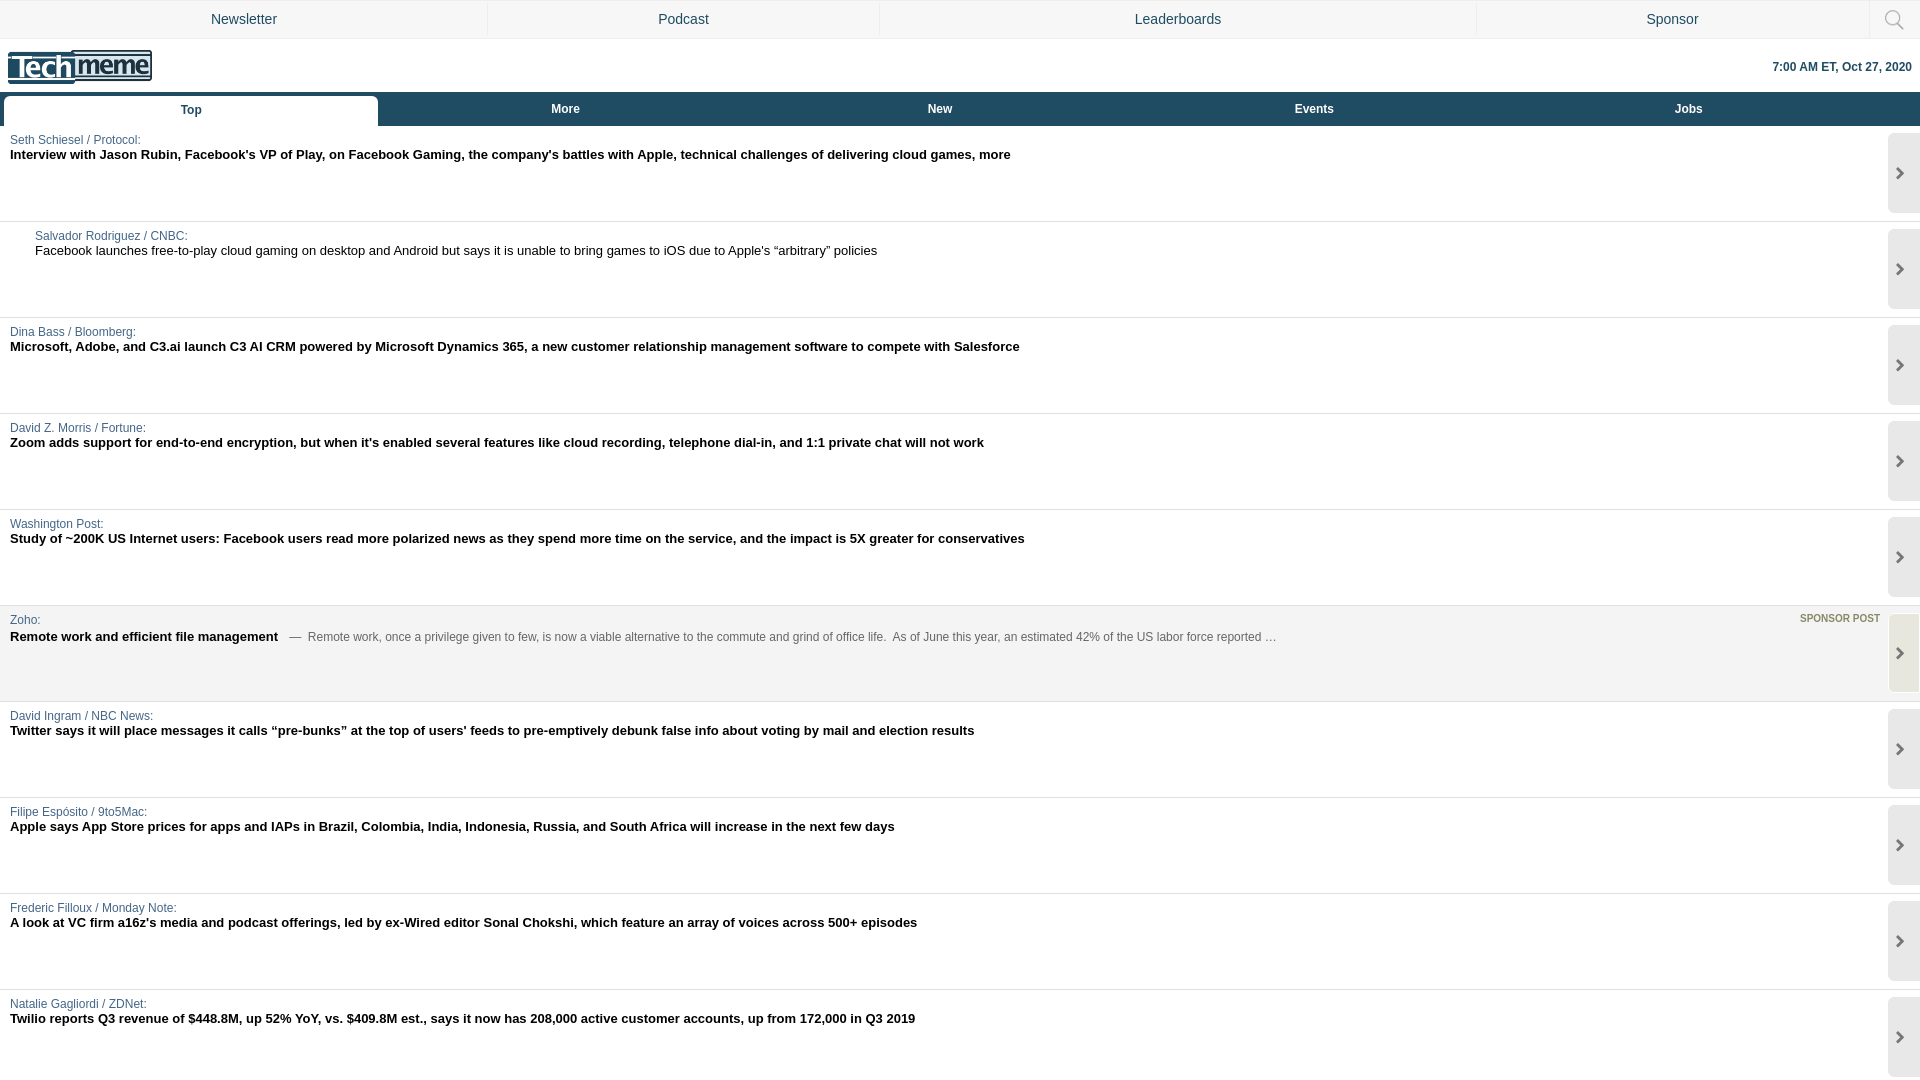 Newsletter
Podcast
Leaderboards
Sponsor
Techmeme
7:00 AM ET, Oct 27, 2020
Top
More
New
Events
Jobs
Seth Schiesel / Protocol:
Interview with Jason Rubin, Facebook's VP of Play, on Facebook Gaming, the company's battles with Apple, technical challenges of delivering cloud games, more
Salvador Rodriguez / CNBC:
Facebook launches free-to-play cloud gaming on desktop and Android but says it is unable to bring games to iOS due to Apple's “arbitrary” policies
Dina Bass / Bloomberg:
Microsoft, Adobe, and C3.ai launch C3 AI CRM powered by Microsoft Dynamics 365, a new customer relationship management software to compete with Salesforce
David Z. Morris / Fortune:
Zoom adds support for end-to-end encryption, but when it's enabled several features like cloud recording, telephone dial-in, and 1:1 private chat will not work
Washington Post:
Study of ~200K US Internet users: Facebook users read more polarized news as they spend more time on the service, and the impact is 5X greater for conservatives
Zoho:
SPONSOR POST
Remote work and efficient file management — Remote work, once a privilege given to few, is now a viable alternative to the commute and grind of office life. As of June this year, an estimated 42% of the US labor force reported …
David Ingram / NBC News:
Twitter says it will place messages it calls “pre-bunks” at the top of users' feeds to pre-emptively debunk false info about voting by mail and election results
Filipe Espósito / 9to5Mac:
Apple says App Store prices for apps and IAPs in Brazil, Colombia, India, Indonesia, Russia, and South Africa will increase in the next few days
Frederic Filloux / Monday Note:
A look at VC firm a16z's media and podcast offerings, led by ex-Wired editor Sonal Chokshi, which feature an array of voices across 500+ episodes
Natalie Gagliordi / ZDNet:
Twilio reports Q3 revenue of $448.8M, up 52% YoY, vs. $409.8M est., says it now has 208,000 active customer accounts, up from 172,000 in Q3 2019